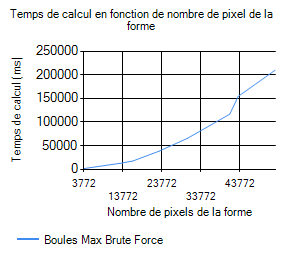 Temps de calcul en fonction de nombre de pixel de la
forme
Temps de calcul (ms)
250000
200000
150000
100000
50000
0
3772
23772
43772
13772
33772
Nombre de pixels de la forme
Boules Max Brute Force